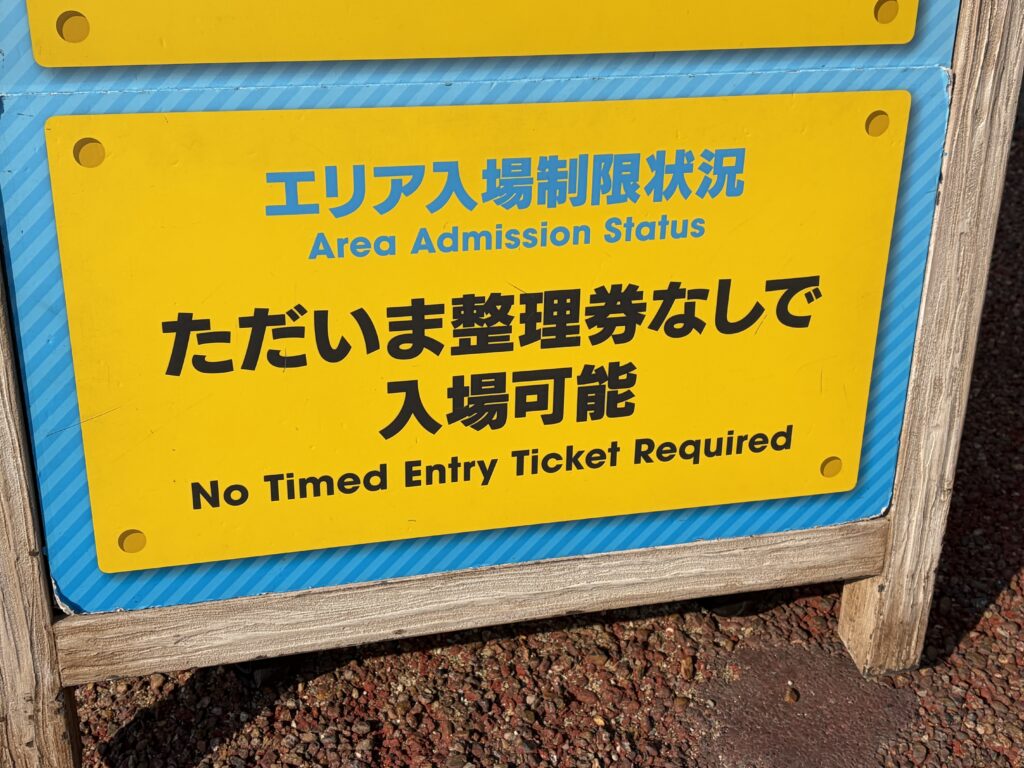 エリア入場制限状況
Area Admission Status
ただいま整理券なしで
入場可能
No Timed Entry Ticket Required